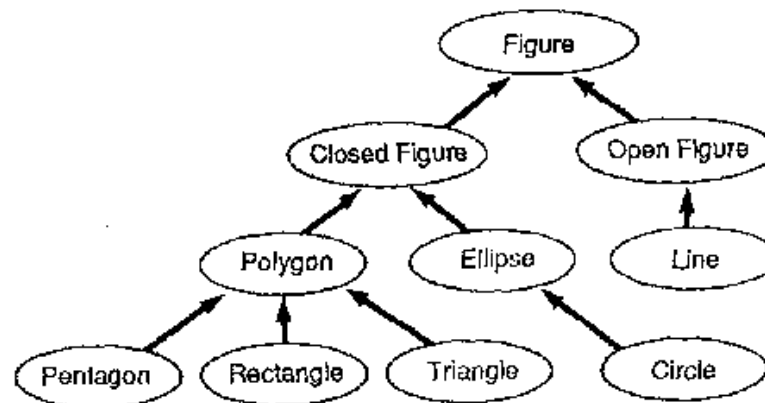 Figure
Closed Figure
Open Figure
Polygon
Ellipse
Line
Pentagon
Rectangle
Triangle
Circle